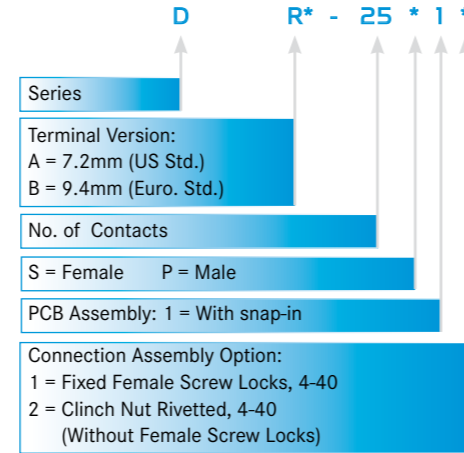 D R* - 25 * 1 *
Series
Terminal Version:
A = 7.2mm (US Std.)
B = 9.4mm (Euro. Std.)
No. of Contacts
S = Female P = Male
PCB Assembly: 1 = With snap-in
Connection Assembly Option:
1 = Fixed Female Screw Locks, 4-40
2 = Clinch Nut Rivetted, 4-40
(Without Female Screw Locks)